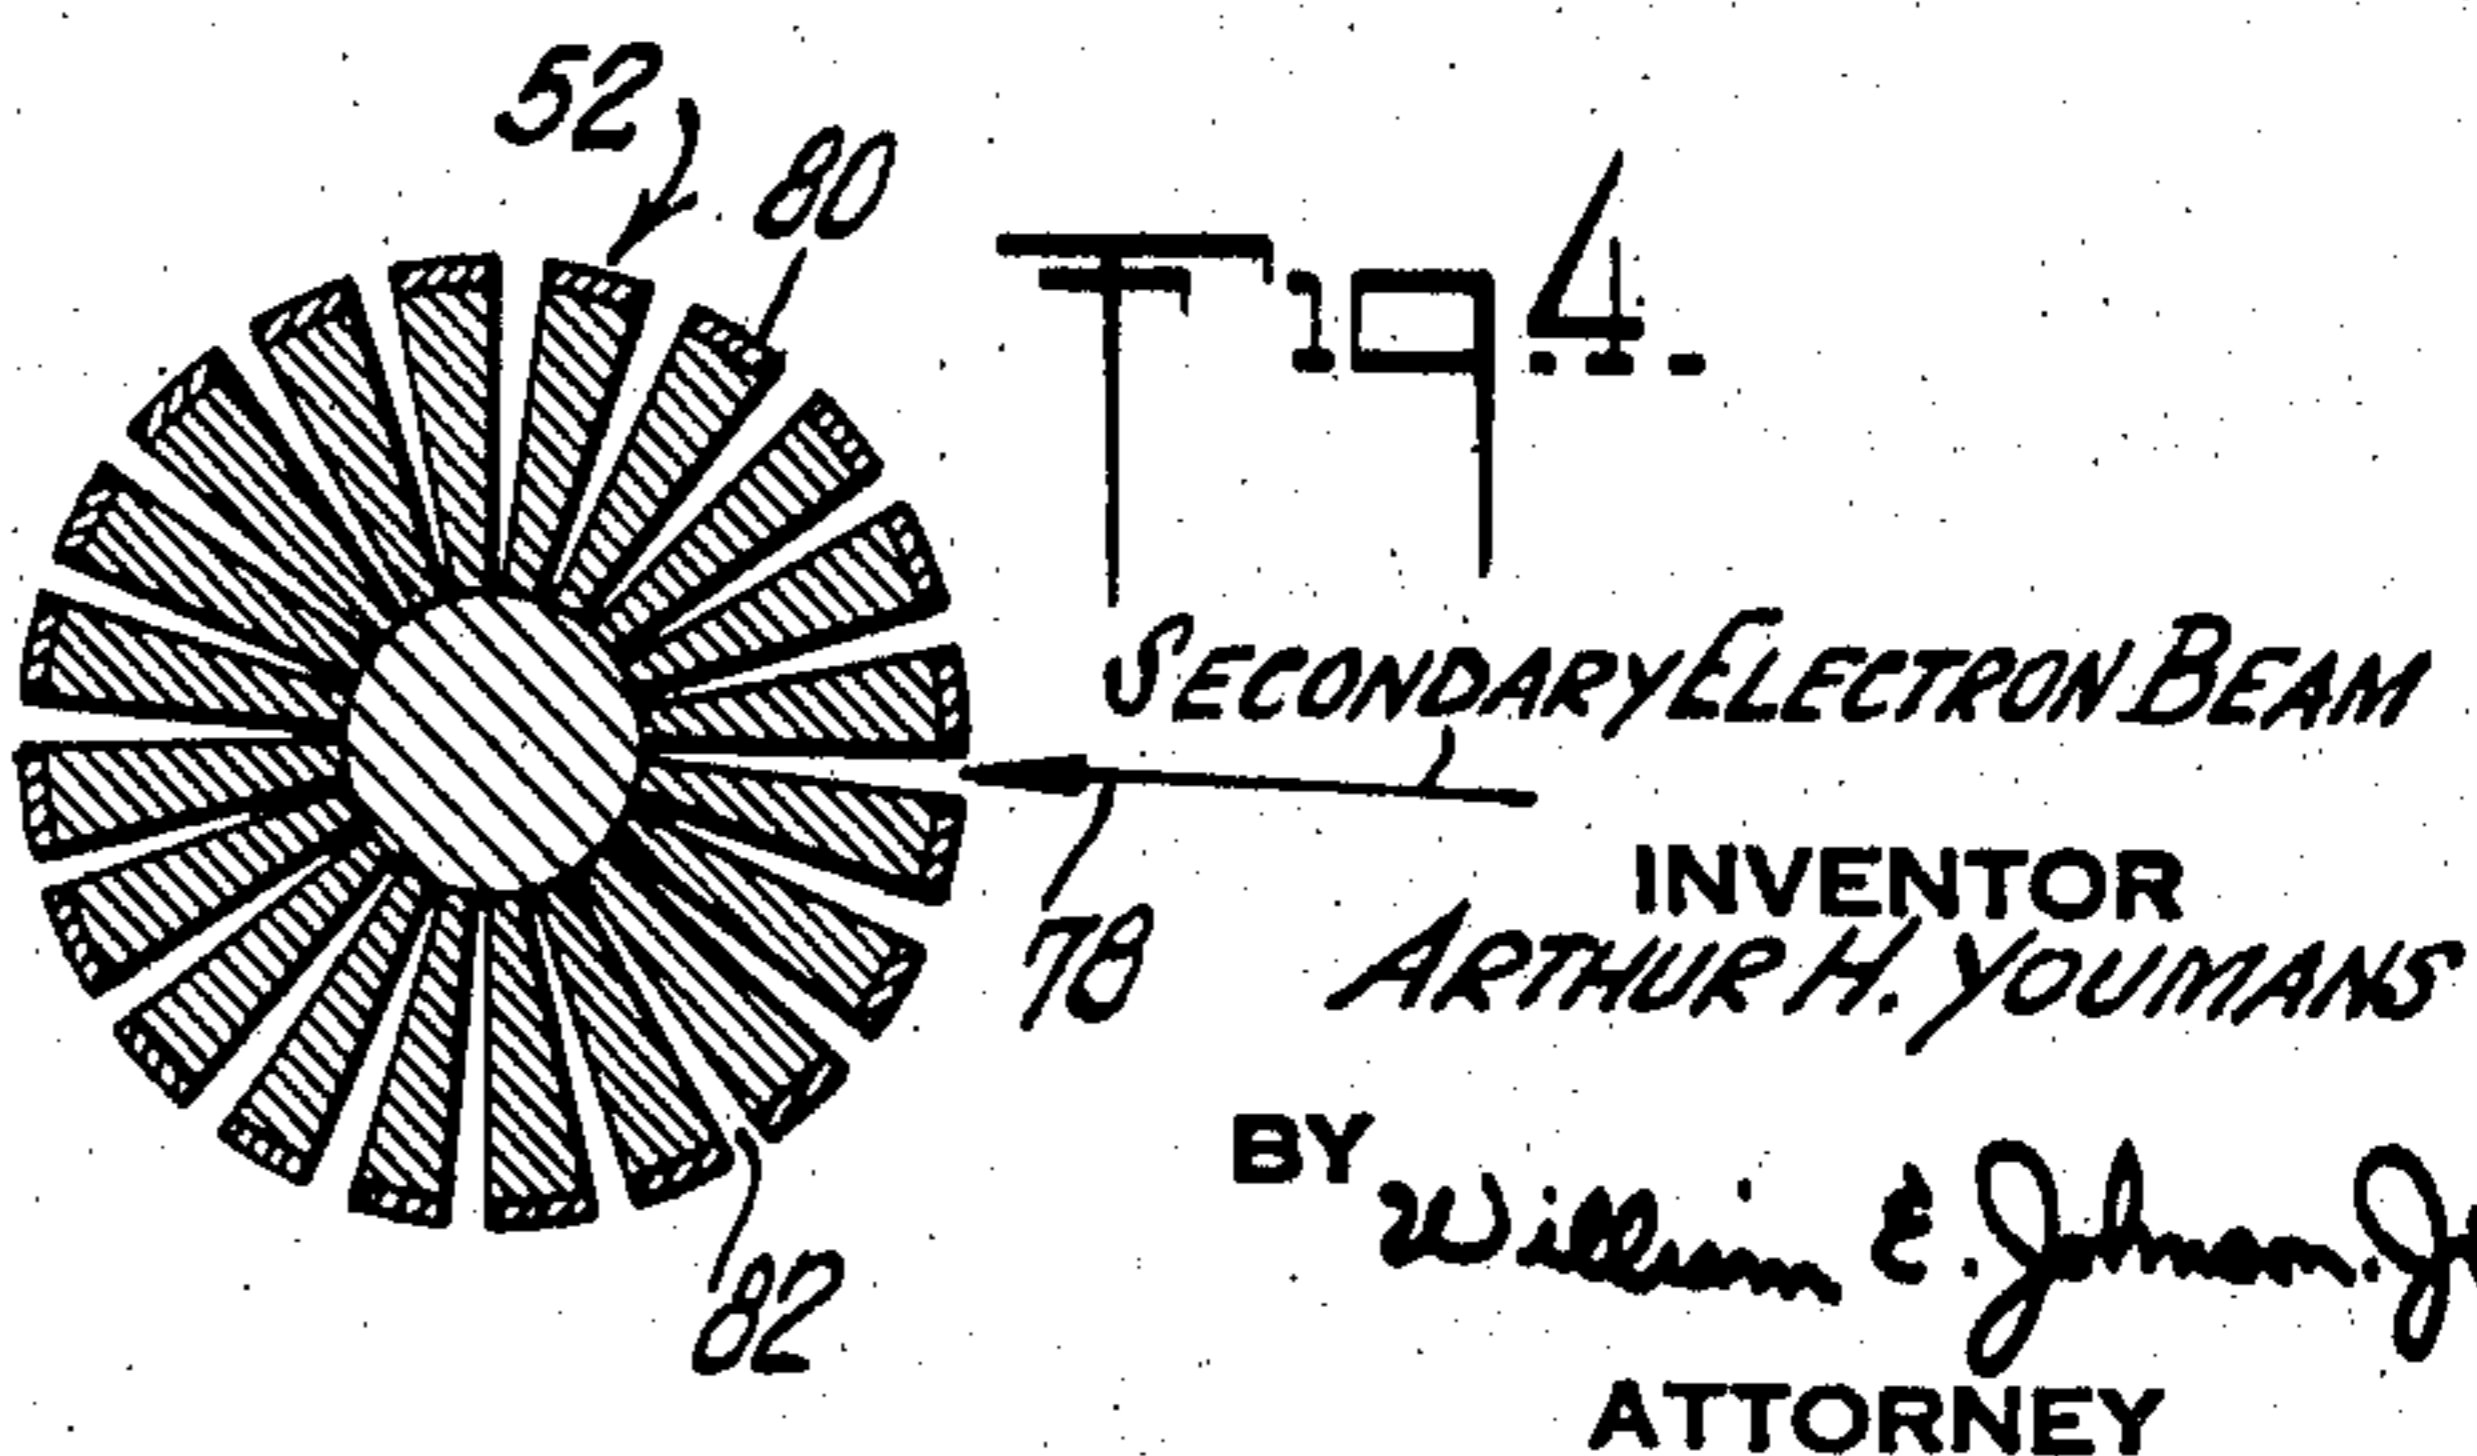 52
80
Fig. 4.
SECONDARY ELECTRON BEAM
78
INVENTOR
ARTHUR H. YOUMANS
BY
William E. Johnson. Jr
82
ATTORNEY